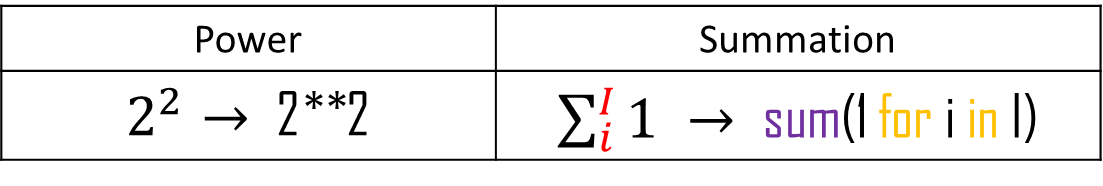 Power Summation
2² → 2**2 ∑ᵢᴵ 1 → sum(1 for i in I)